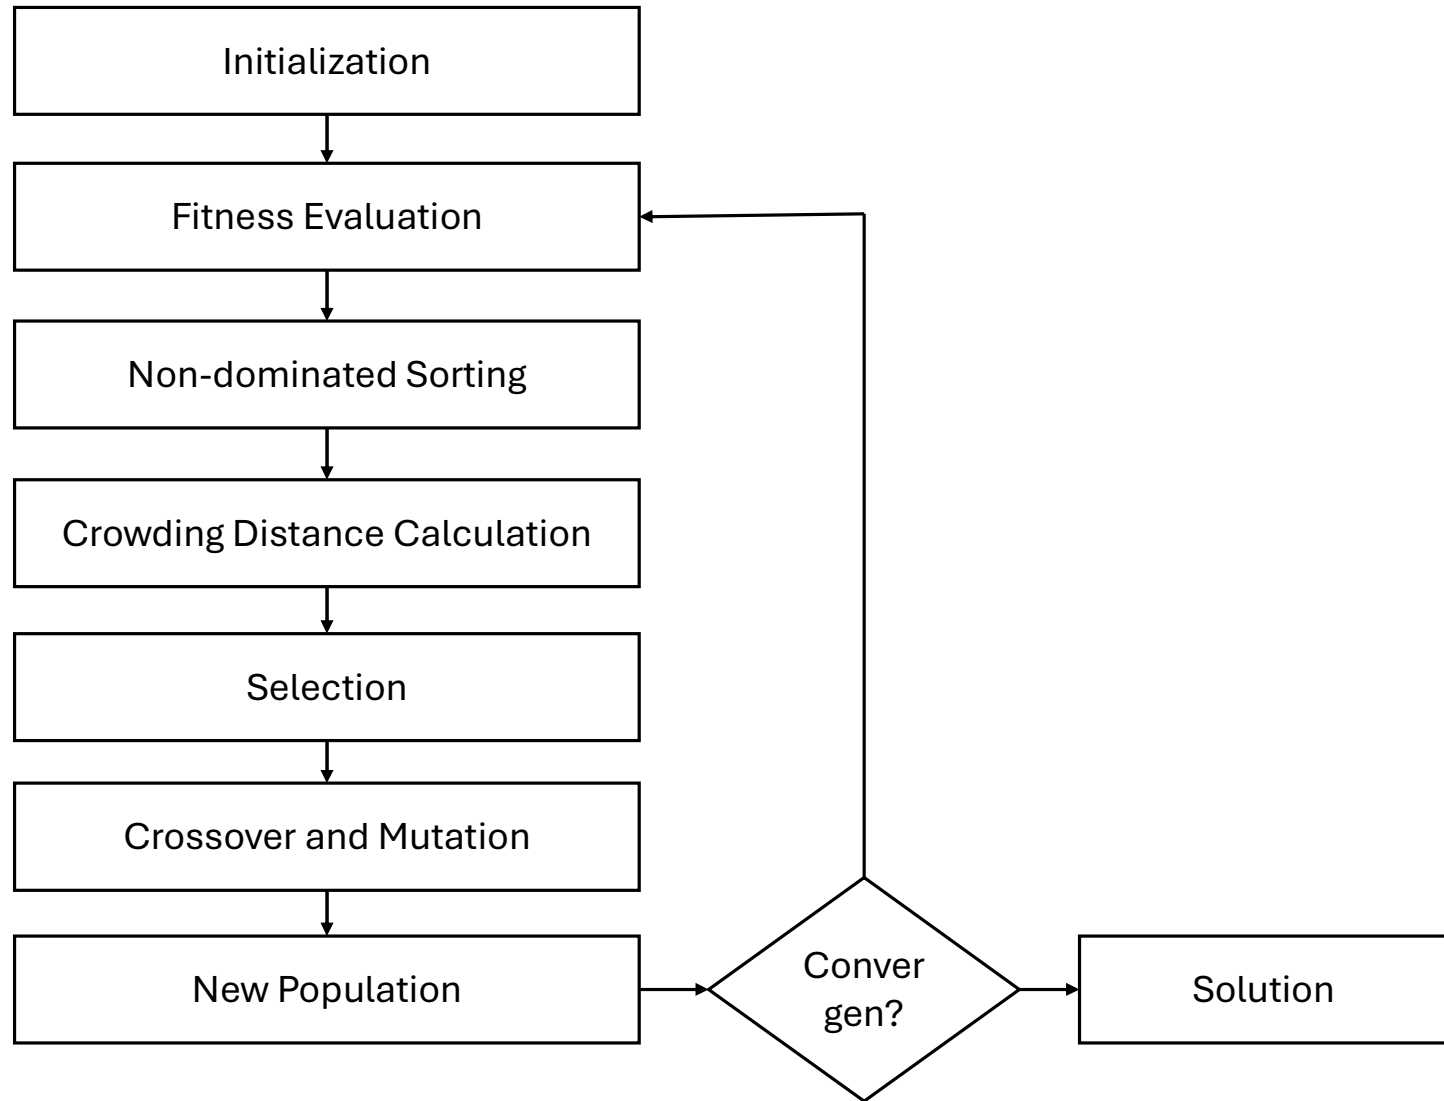 Initialization
Fitness Evaluation
Non-dominated Sorting
Crowding Distance Calculation
Selection
Crossover and Mutation
New Population
Conver
gen?
Solution